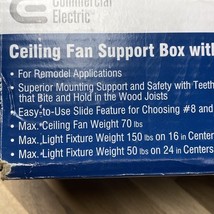 Commercial
Electric
Ceiling Fan Support Box with
• For Remodel Applications
• Superior Mounting Support and Safety with Teeth
that Bite and Hold in the Wood Joists
• Easy-to-Use Slide Feature for Choosing #8 and
• Max. Ceiling Fan Weight 70 lbs
• Max. Light Fixture Weight 150 lbs on 16 in Centers
• Max. Light Fixture Weight 50 lbs on 24 in Centers